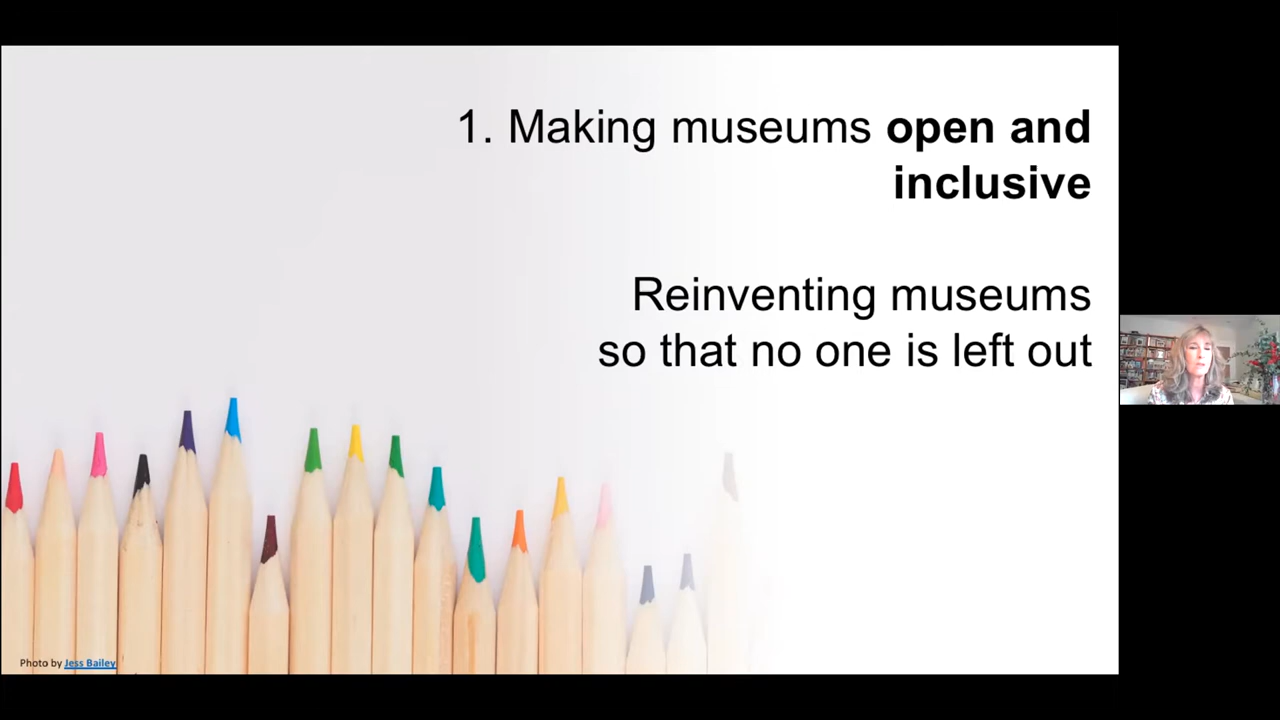 1. Making museums open and
inclusive
Reinventing museums
so that no one is left out
Photo by Jess Bailey